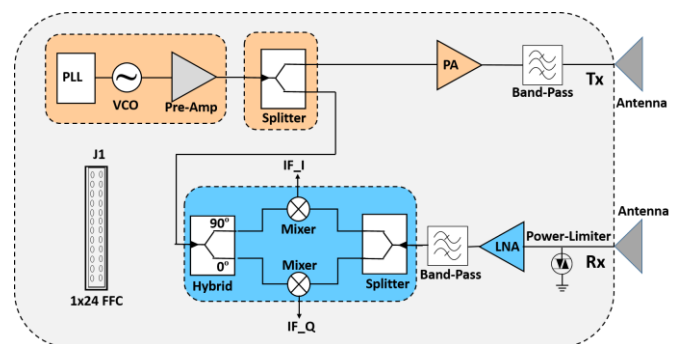 PLL
VCO
Pre-Amp
Splitter
PA
Band-Pass
Tx
Antenna
J1
1x24 FFC
IF_I
90°
0°
Hybrid
Mixer
Mixer
IF_Q
Splitter
Band-Pass
LNA
Power-Limiter
Rx
Antenna